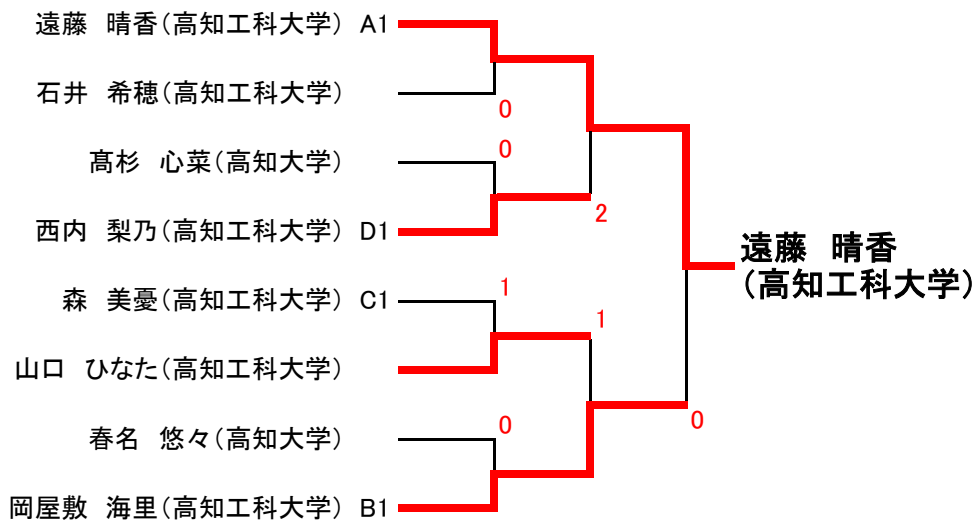 遠藤　晴香(高知工科大学) A1
石井　希穂(高知工科大学)
0
0
髙杉　心菜(高知大学)
西内　梨乃(高知工科大学) D1
2
遠藤　晴香
(高知工科大学)
森　美憂(高知工科大学) C1
1
1
山口　ひなた(高知工科大学)
0
春名　悠々(高知大学)
0
岡屋敷　海里(高知工科大学) B1